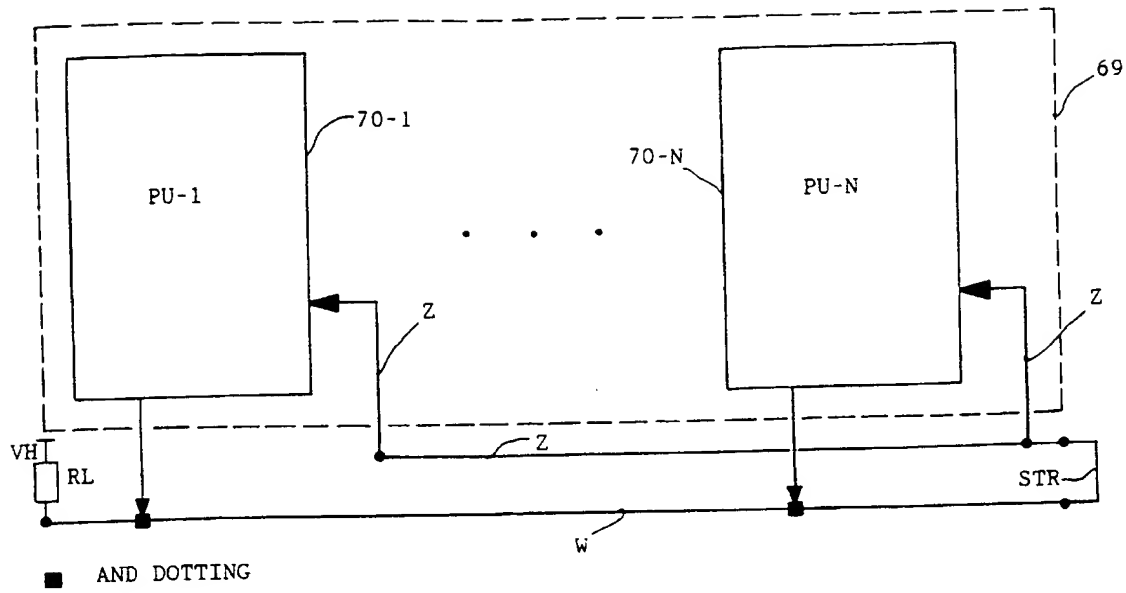 69
70-1
70-N
PU-1
PU-N
Z
Z
Z
VH
RL
STR
W
AND DOTTING